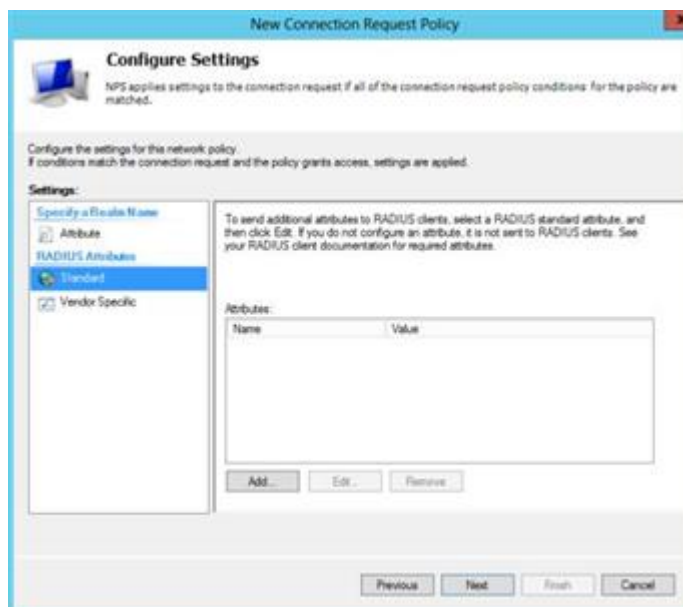 New Connection Request Policy
x
Configure Settings
NPS applies settings to the connection request if all of the connection request policy conditions for the policy are
matched.
Configure the settings for this network policy.
If conditions match the connection request and the policy grants access, settings are applied.
Settings:
Specify a Realm Name
Attribute
RADIUS Attributes
Standard
Vendor Specific
To send additional attributes to RADIUS clients, select a RADIUS standard attribute, and
then click Edit. If you do not configure an attribute, it is not sent to RADIUS clients. See
your RADIUS client documentation for required attributes.
Attributes:
Name Value
Add... Edit... Remove
Previous Next Finish Cancel